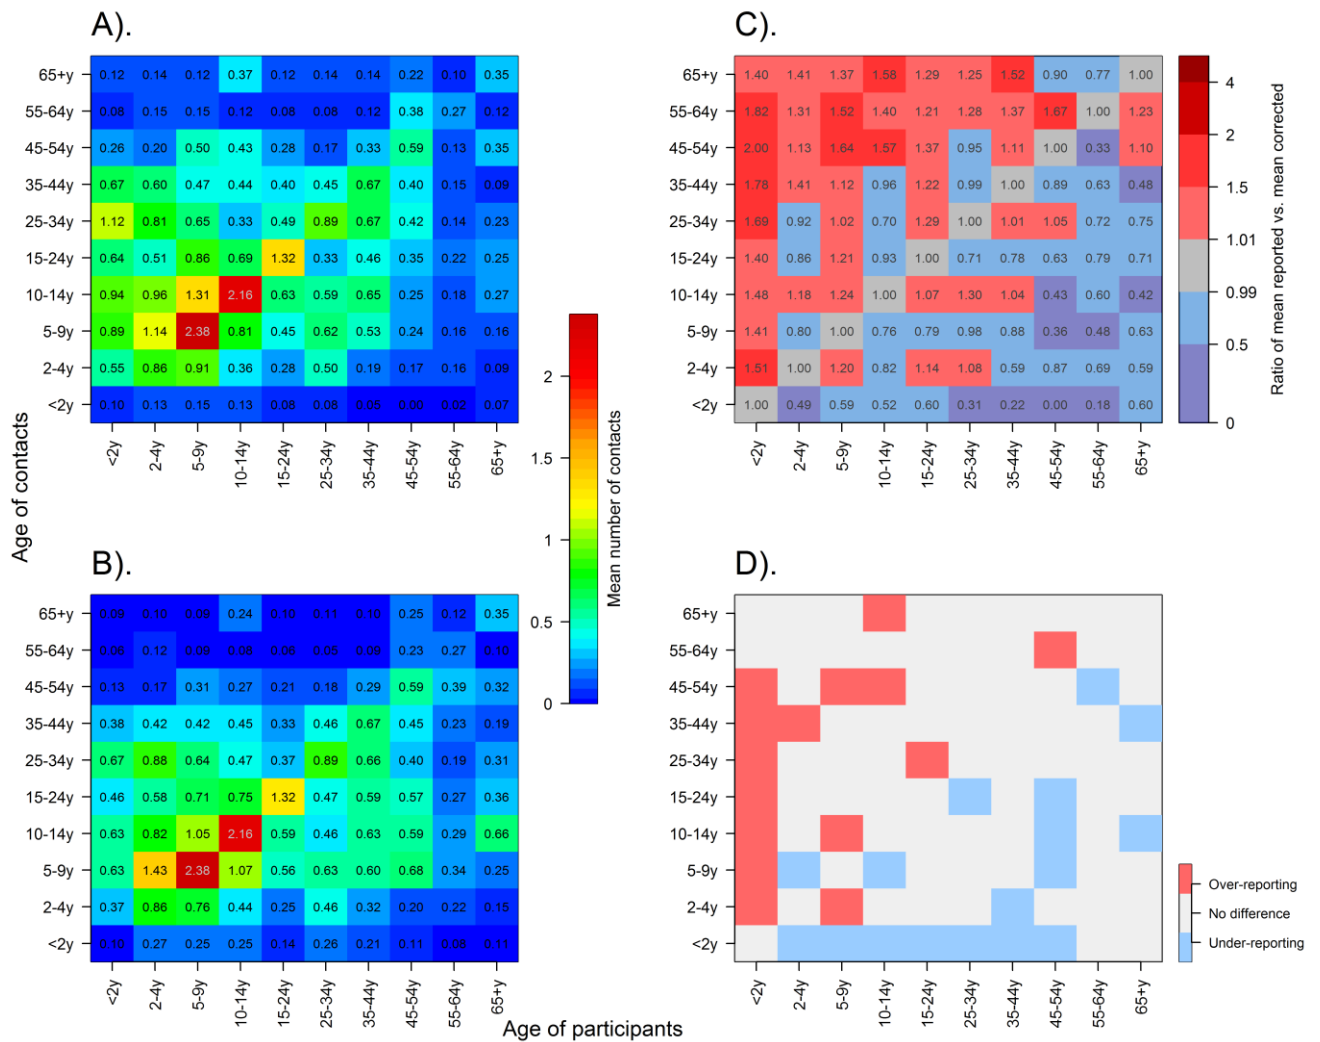 A).
65+y 0.12 0.14 0.12 0.37 0.12 0.14 0.14 0.22 0.10 0.35
55-64y 0.08 0.15 0.15 0.12 0.08 0.08 0.12 0.38 0.27 0.12
45-54y 0.26 0.20 0.50 0.43 0.28 0.17 0.33 0.59 0.13 0.35
35-44y 0.67 0.60 0.47 0.44 0.40 0.45 0.67 0.40 0.15 0.09
25-34y 1.12 0.81 0.65 0.33 0.49 0.89 0.67 0.42 0.14 0.23
15-24y 0.64 0.51 0.86 0.69 1.32 0.33 0.46 0.35 0.22 0.25
10-14y 0.94 0.96 1.31 2.16 0.63 0.59 0.65 0.25 0.18 0.27
5-9y 0.89 1.14 2.38 0.81 0.45 0.62 0.53 0.24 0.16 0.16
2-4y 0.55 0.86 0.91 0.36 0.28 0.50 0.19 0.17 0.16 0.09
<2y 0.10 0.13 0.15 0.13 0.08 0.08 0.05 0.00 0.02 0.07
<2y 2-4y 5-9y 10-14y 15-24y 25-34y 35-44y 45-54y 55-64y 65+y
C).
65+y 1.40 1.41 1.37 1.58 1.29 1.25 1.52 0.90 0.77 1.00
55-64y 1.82 1.31 1.52 1.40 1.21 1.28 1.37 1.67 1.00 1.23
45-54y 2.00 1.13 1.64 1.57 1.37 0.95 1.11 1.00 0.33 1.10
35-44y 1.78 1.41 1.12 0.96 1.22 0.99 1.00 0.89 0.63 0.48
25-34y 1.69 0.92 1.02 0.70 1.29 1.00 1.01 1.05 0.72 0.75
15-24y 1.40 0.86 1.21 0.93 1.00 0.71 0.78 0.63 0.79 0.71
10-14y 1.48 1.18 1.24 1.00 1.07 1.30 1.04 0.43 0.60 0.42
5-9y 1.41 0.80 1.00 0.76 0.79 0.98 0.88 0.36 0.48 0.63
2-4y 1.51 1.00 1.20 0.82 1.14 1.08 0.59 0.87 0.69 0.59
<2y 1.00 0.49 0.59 0.52 0.60 0.31 0.22 0.00 0.18 0.60
<2y 2-4y 5-9y 10-14y 15-24y 25-34y 35-44y 45-54y 55-64y 65+y
4
2
1.5
1.01
0.99
0.5
0
Ratio of mean reported vs. mean corrected
2
1.5
1
0.5
0
Mean number of contacts
Age of contacts
B).
65+y 0.09 0.10 0.09 0.24 0.10 0.11 0.10 0.25 0.12 0.35
55-64y 0.06 0.12 0.09 0.08 0.06 0.05 0.09 0.23 0.27 0.10
45-54y 0.13 0.17 0.31 0.27 0.21 0.18 0.29 0.59 0.39 0.32
35-44y 0.38 0.42 0.42 0.45 0.33 0.46 0.67 0.45 0.23 0.19
25-34y 0.67 0.88 0.64 0.47 0.37 0.89 0.66 0.40 0.19 0.31
15-24y 0.46 0.58 0.71 0.75 1.32 0.47 0.59 0.57 0.27 0.36
10-14y 0.63 0.82 1.05 2.16 0.59 0.46 0.63 0.59 0.29 0.66
5-9y 0.63 1.43 2.38 1.07 0.56 0.63 0.60 0.68 0.34 0.25
2-4y 0.37 0.86 0.76 0.44 0.25 0.46 0.32 0.20 0.22 0.15
<2y 0.10 0.27 0.25 0.25 0.14 0.26 0.21 0.11 0.08 0.11
<2y 2-4y 5-9y 10-14y 15-24y 25-34y 35-44y 45-54y 55-64y 65+y
D).
65+y
55-64y
45-54y
35-44y
25-34y
15-24y
10-14y
5-9y
2-4y
<2y
<2y 2-4y 5-9y 10-14y 15-24y 25-34y 35-44y 45-54y 55-64y 65+y
Over-reporting
No difference
Under-reporting
Age of participants